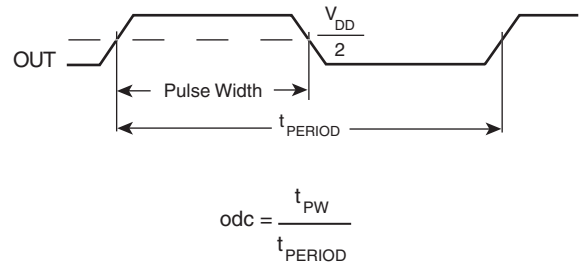 V_DD
2
OUT
Pulse Width
t_PERIOD
odc = t_PW
t_PERIOD